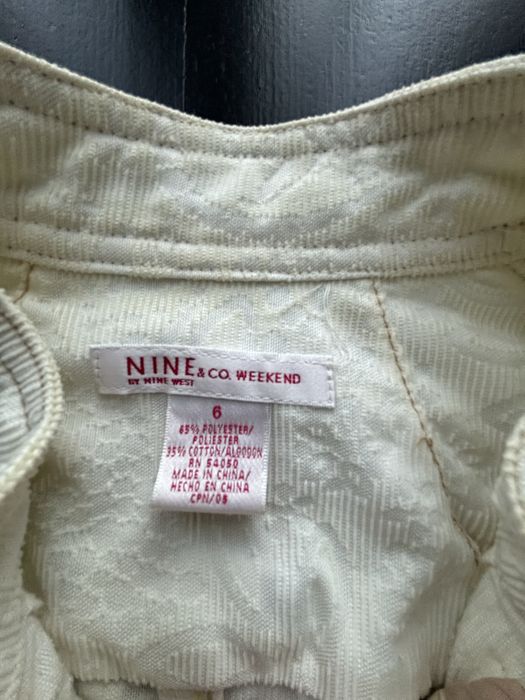 NINE & CO. WEEKEND
BY NINE WEST
6
65% POLYESTER/
POLIESTER
35% COTTON/ALGODON
RN 54050
MADE IN CHINA/
HECHO EN CHINA
CPN/05